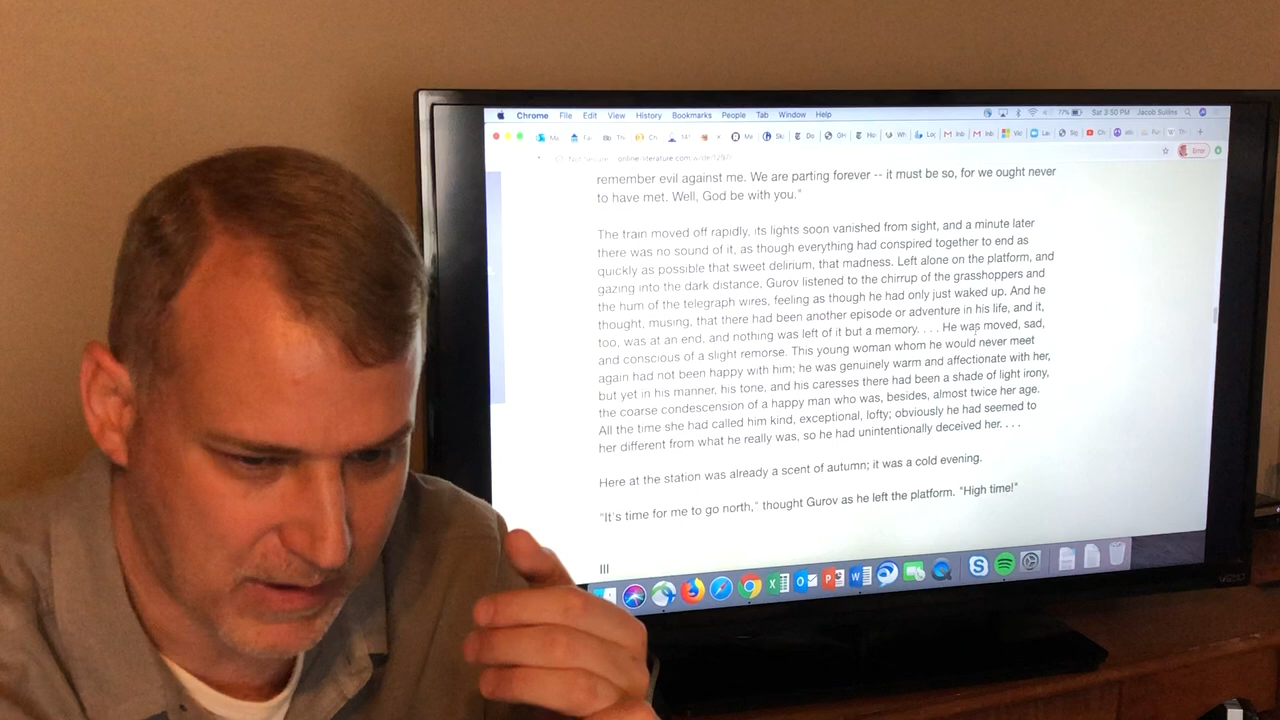 Chrome File Edit View History Bookmarks People Tab Window Help 77% Sat 3:50 PM Jacob Sullins
Not Secure online-literature.com
remember evil against me. We are parting forever -- it must be so, for we ought never
to have met. Well, God be with you."
The train moved off rapidly, its lights soon vanished from sight, and a minute later
there was no sound of it, as though everything had conspired together to end as
quickly as possible that sweet delirium, that madness. Left alone on the platform, and
gazing into the dark distance, Gurov listened to the chirrup of the grasshoppers and
the hum of the telegraph wires, feeling as though he had only just waked up. And he
thought, musing, that there had been another episode or adventure in his life, and it,
too, was at an end, and nothing was left of it but a memory. . . . He was moved, sad,
and conscious of a slight remorse. This young woman whom he would never meet
again had not been happy with him; he was genuinely warm and affectionate with her,
but yet in his manner, his tone, and his caresses there had been a shade of light irony,
the coarse condescension of a happy man who was, besides, almost twice her age.
All the time she had called him kind, exceptional, lofty; obviously he had seemed to
her different from what he really was, so he had unintentionally deceived her. . . .
Here at the station was already a scent of autumn; it was a cold evening.
"It's time for me to go north," thought Gurov as he left the platform. "High time!"
III
VIZIO